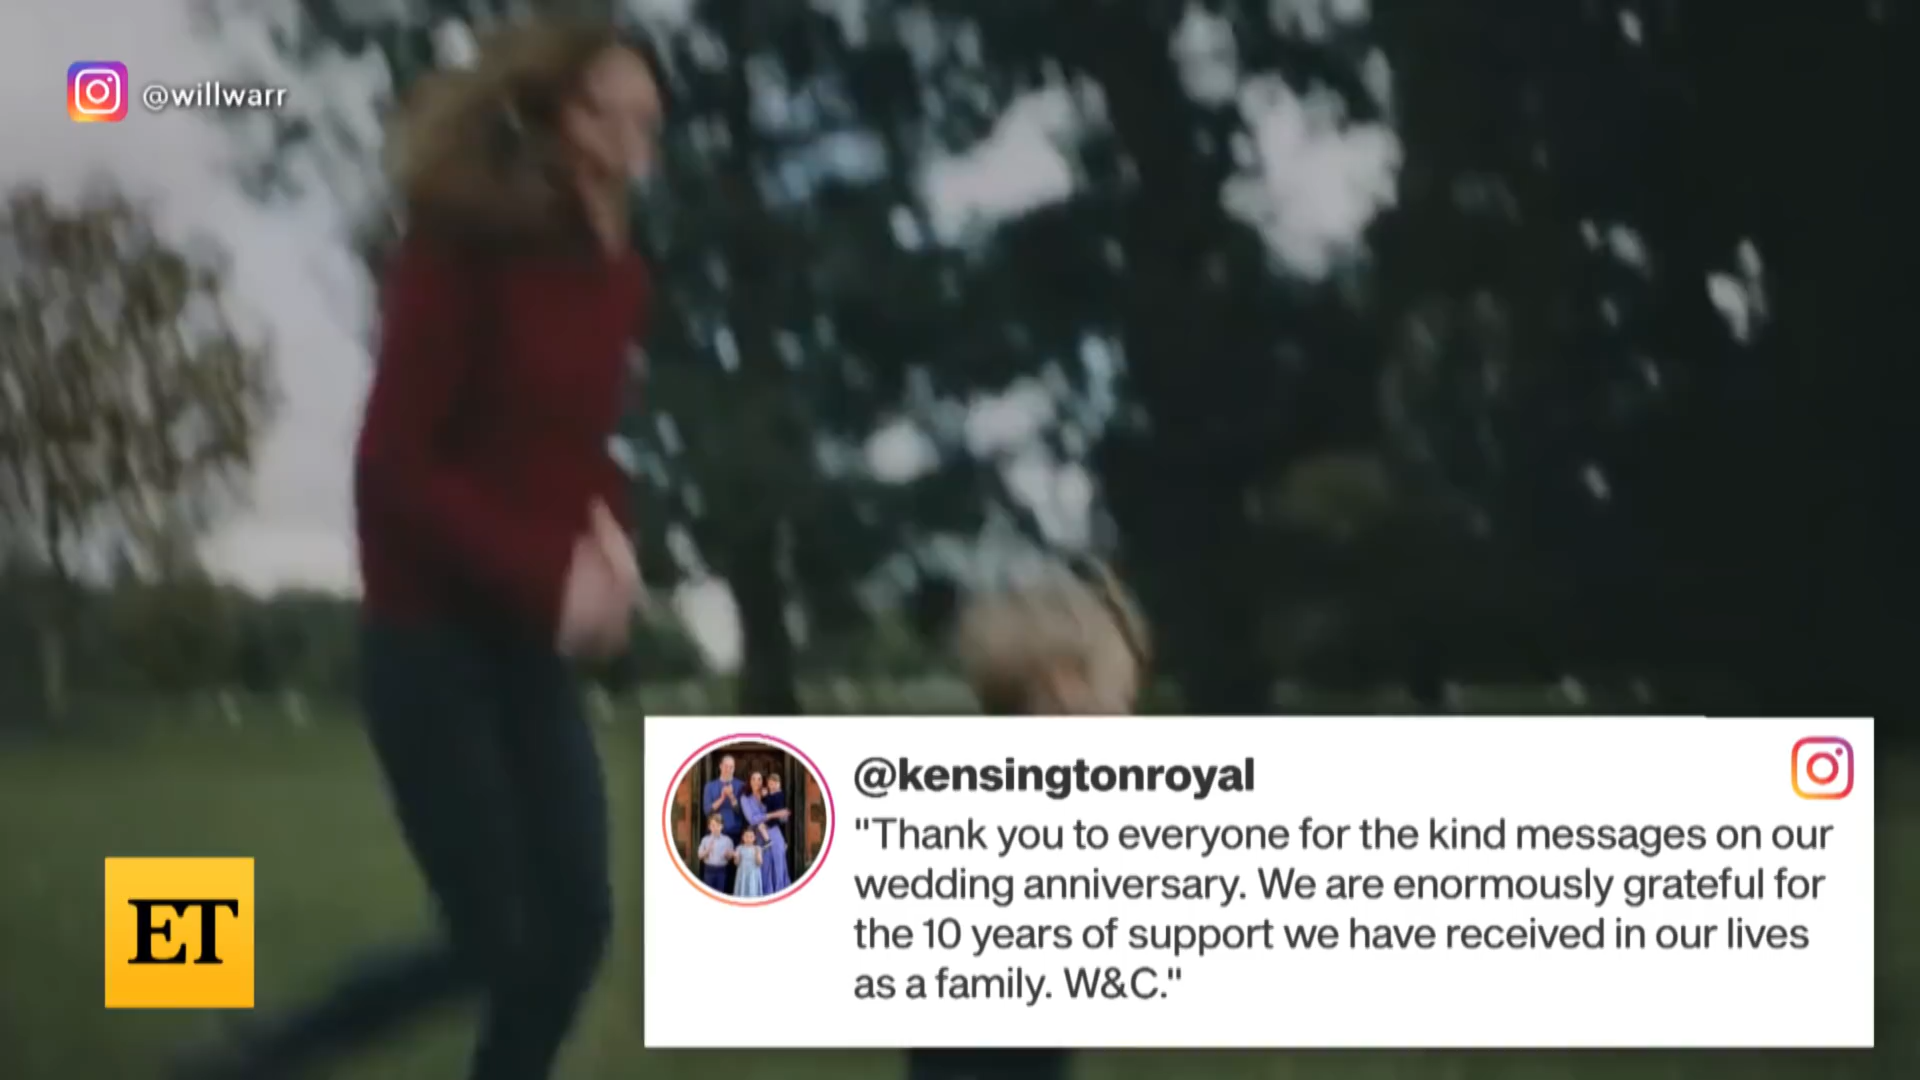 @willwarr
@kensingtonroyal
"Thank you to everyone for the kind messages on our
wedding anniversary. We are enormously grateful for
the 10 years of support we have received in our lives
as a family. W&C."
ET